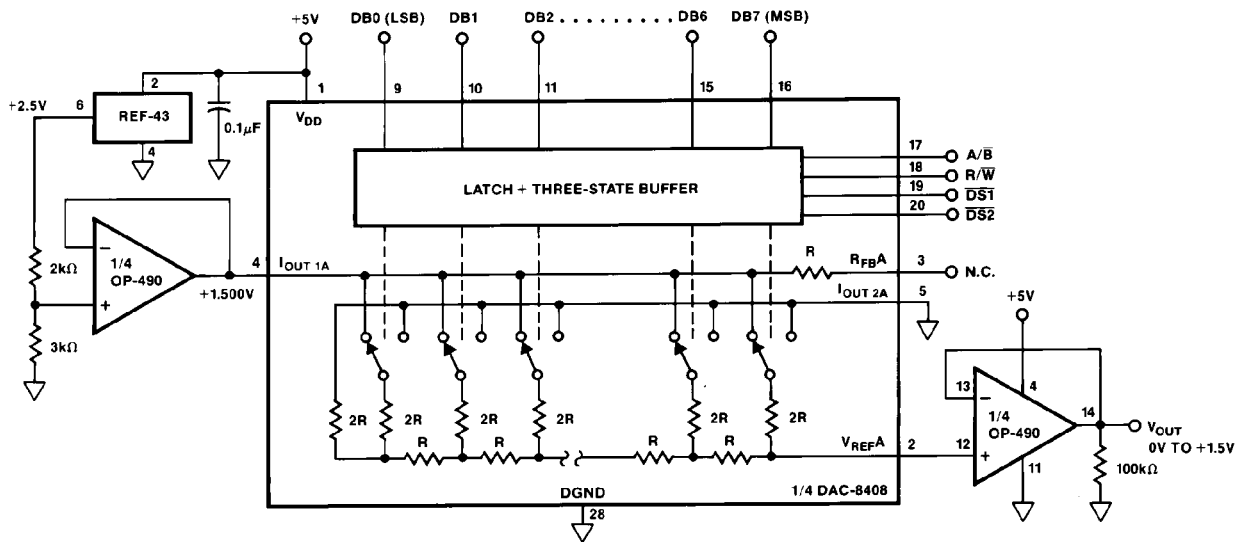 +5V
DB0 (LSB) DB1 DB2 . . . . . . . . . DB6 DB7 (MSB)
2
1 9 10 11 15 16
+2.5V 6
REF-43
4
0.1µF
V_DD
LATCH + THREE-STATE BUFFER
17 A/B̅
18 R/W̅
19 D̅S̅1̅
20 D̅S̅2̅
2kΩ
3kΩ
−
+
1/4
OP-490
+1.500V
4 I_OUT 1A
R R_FBA 3 N.C.
I_OUT 2A 5
2R 2R 2R 2R 2R 2R
R R R R
V_REFA 2
DGND
28
1/4 DAC-8408
+5V
4
13 −
12 +
1/4
OP-490
11
14
V_OUT
0V TO +1.5V
100kΩ